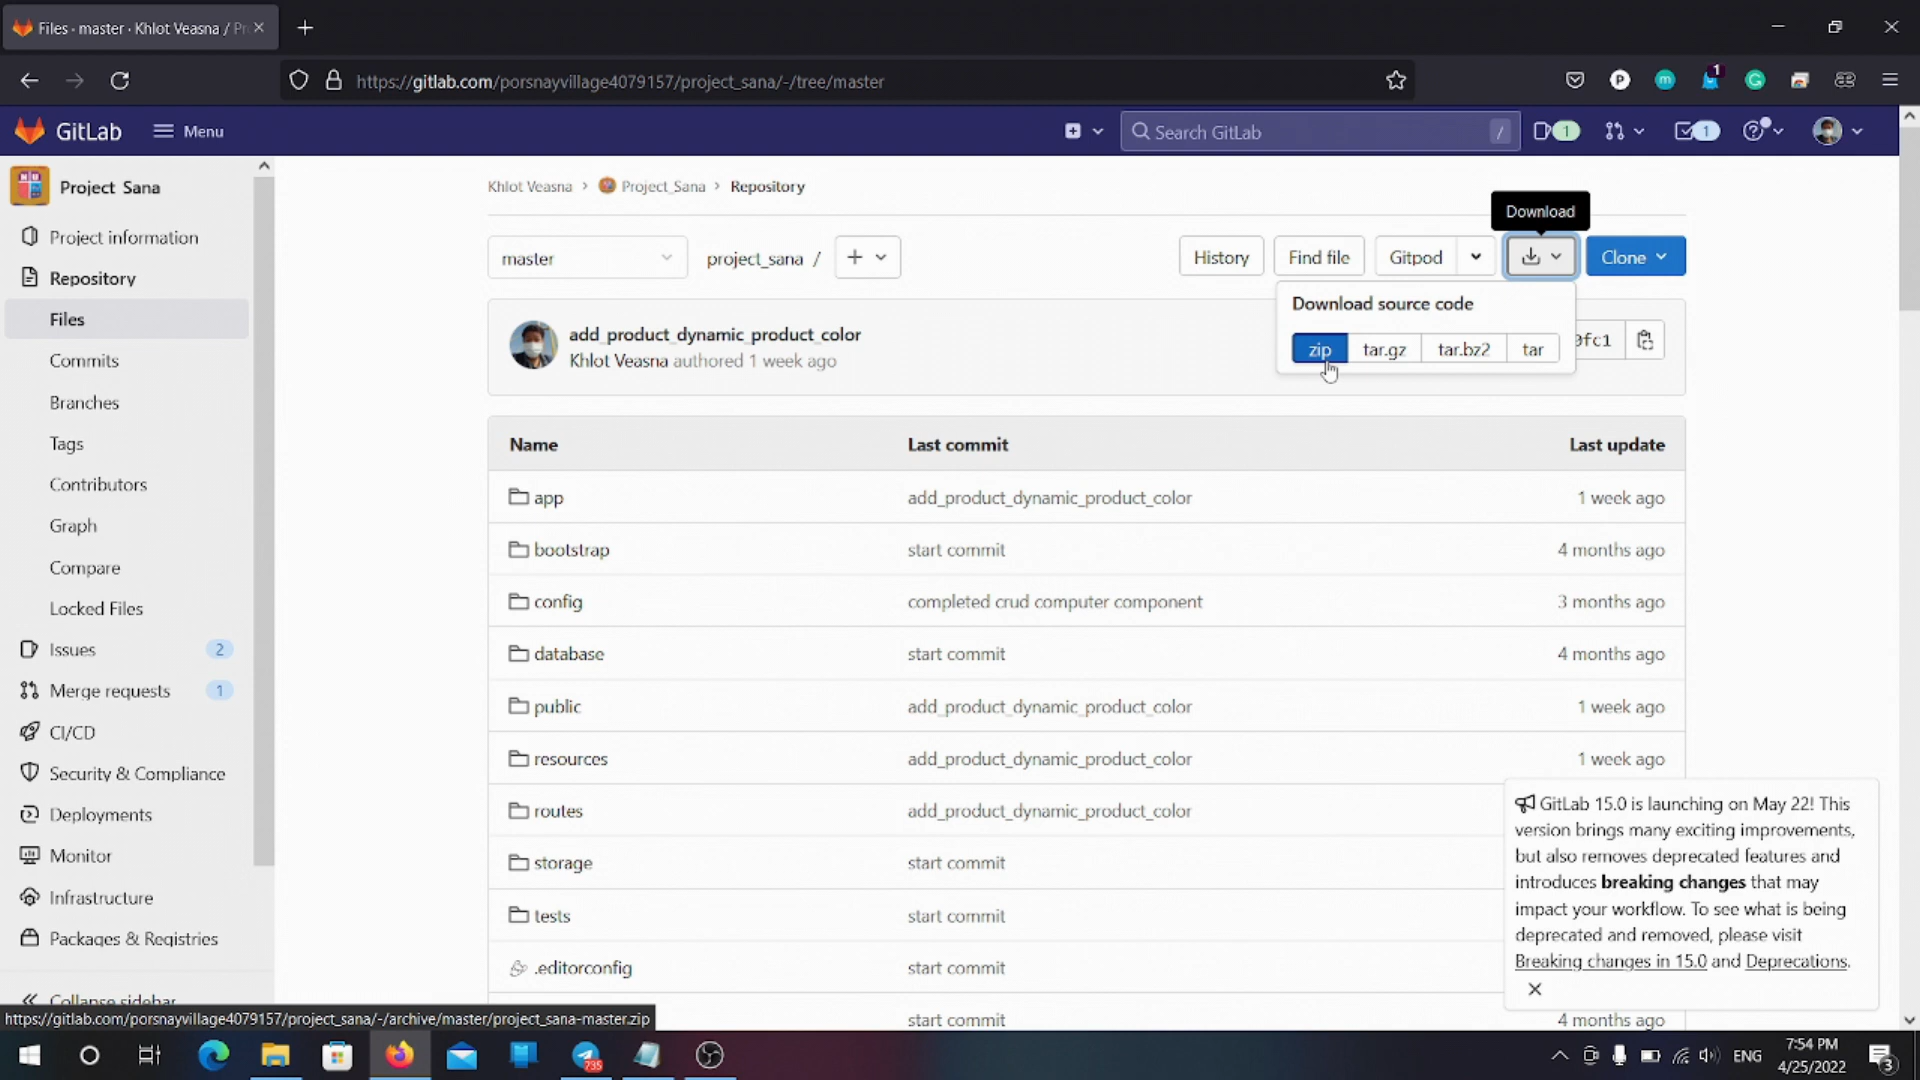 Files · master · Khlot Veasna / Pr
https://gitlab.com/porsnayvillage4079157/project_sana/-/tree/master
P
m
1
G
GitLab
Menu
Search GitLab
/
1
1
Project Sana
Project information
Repository
Files
Commits
Branches
Tags
Contributors
Graph
Compare
Locked Files
Issues 2
Merge requests 1
CI/CD
Security & Compliance
Deployments
Monitor
Infrastructure
Packages & Registries
Collapse sidebar
Khlot Veasna › Project_Sana › Repository
Download
master
project_sana /
History
Find file
Gitpod
Clone
Download source code
zip
tar.gz
tar.bz2
tar
add_product_dynamic_product_color
Khlot Veasna authored 1 week ago
9fc1
Name Last commit Last update
app add_product_dynamic_product_color 1 week ago
bootstrap start commit 4 months ago
config completed crud computer component 3 months ago
database start commit 4 months ago
public add_product_dynamic_product_color 1 week ago
resources add_product_dynamic_product_color 1 week ago
routes add_product_dynamic_product_color
storage start commit
tests start commit
.editorconfig start commit
start commit 4 months ago
GitLab 15.0 is launching on May 22! This
version brings many exciting improvements,
but also removes deprecated features and
introduces breaking changes that may
impact your workflow. To see what is being
deprecated and removed, please visit
Breaking changes in 15.0 and Deprecations.
https://gitlab.com/porsnayvillage4079157/project_sana/-/archive/master/project_sana-master.zip
735
ENG
7:54 PM
4/25/2022
3